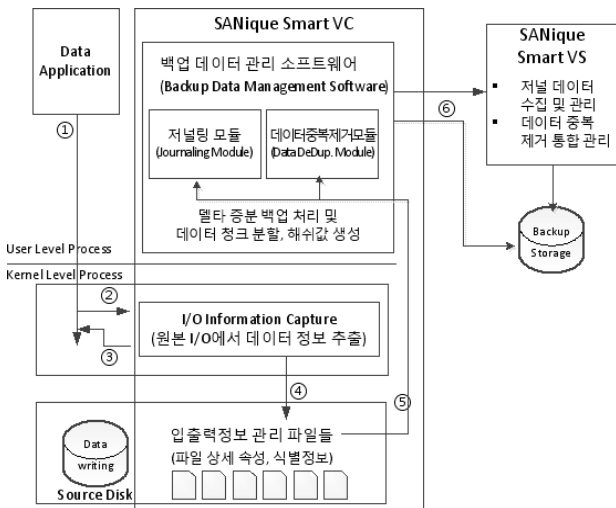 SANique Smart VC
Data
Application
백업 데이터 관리 소프트웨어
(Backup Data Management Software)
SANique
Smart VS
▪ 저널 데이터
수집 및 관리
▪ 데이터 중복
제거 통합 관리
①
⑥
저널링 모듈
(Journaling Module)
데이터중복제거모듈
(Data DeDup. Module)
델타 증분 백업 처리 및
데이터 청크 분할, 해쉬값 생성
Backup
Storage
User Level Process
Kernel Level Process
②
I/O Information Capture
(원본 I/O에서 데이터 정보 추출)
③
④
⑤
Data
writing
Source Disk
입출력정보 관리 파일들
(파일 상세 속성, 식별정보)